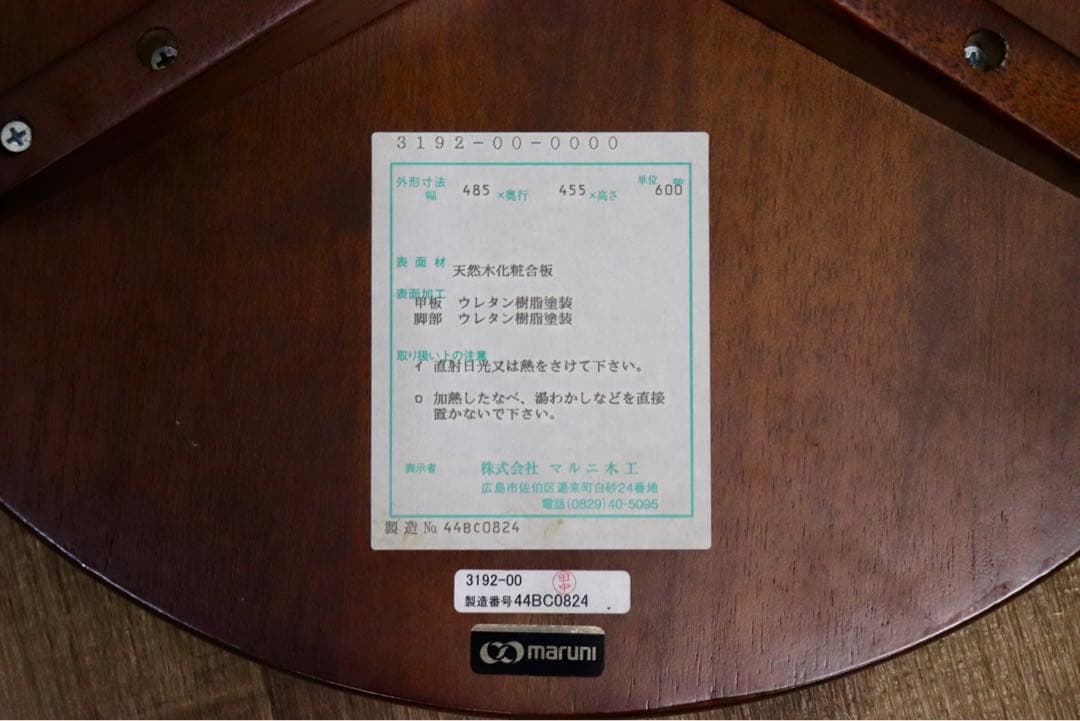 3192-00-0000
外形寸法 単位 ㎜
幅 485 ×奥行 455 ×高さ 600
表面材 天然木化粧合板
表面加工
甲板 ウレタン樹脂塗装
脚部 ウレタン樹脂塗装
取り扱い上の注意
イ 直射日光又は熱をさけて下さい。
ロ 加熱したなべ、湯わかしなどを直接
置かないで下さい。
表示者 株式会社 マルニ木工
広島市佐伯区湯来町白砂24番地
電話(0829)40-5095
製造 No. 44BC0824
3192-00
製造番号44BC0824
maruni